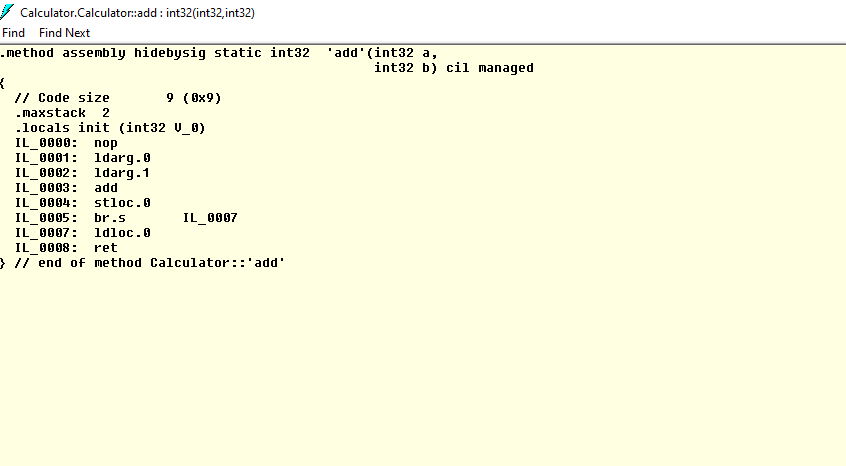 Calculator.Calculator::add : int32(int32,int32)
Find Find Next
.method assembly hidebysig static int32  'add'(int32 a,
                                               int32 b) cil managed
{
  // Code size       9 (0x9)
  .maxstack  2
  .locals init (int32 V_0)
  IL_0000:  nop
  IL_0001:  ldarg.0
  IL_0002:  ldarg.1
  IL_0003:  add
  IL_0004:  stloc.0
  IL_0005:  br.s       IL_0007
  IL_0007:  ldloc.0
  IL_0008:  ret
} // end of method Calculator::'add'